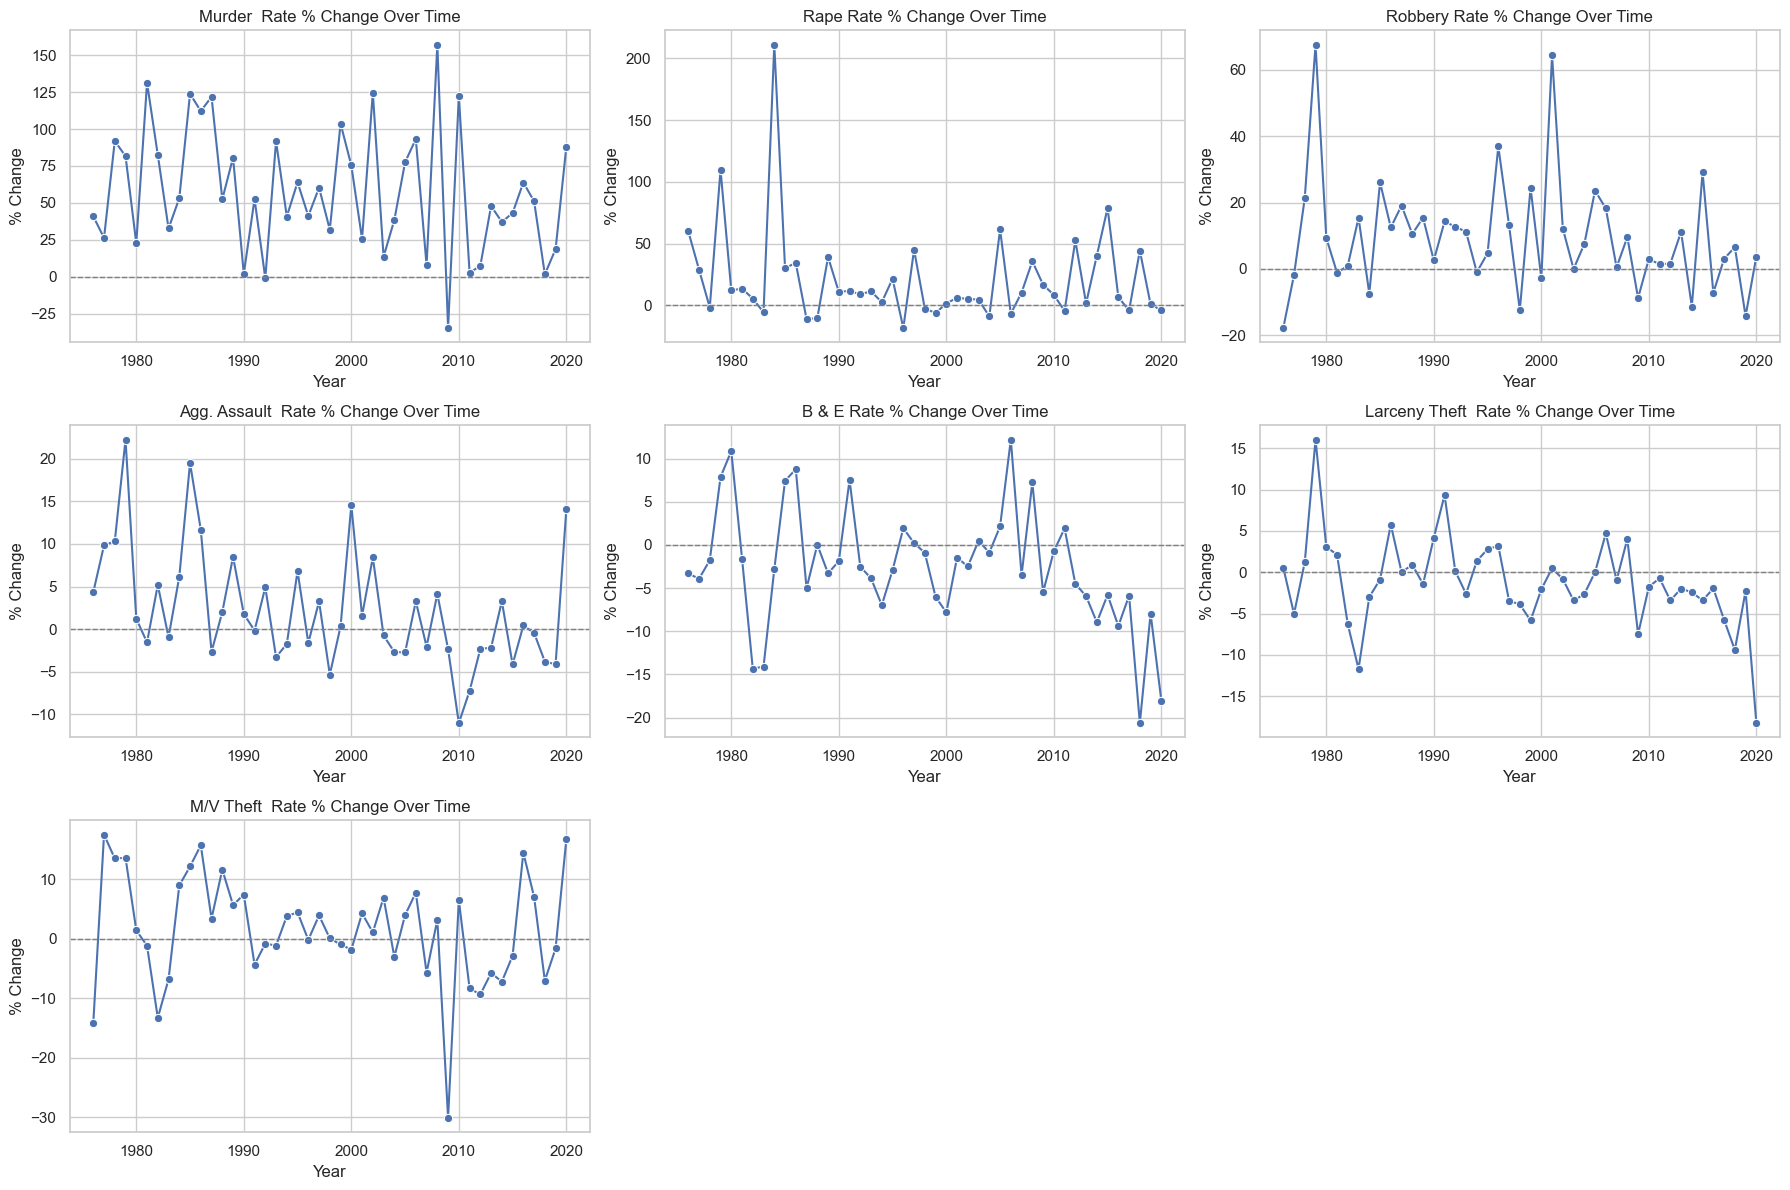 Murder  Rate % Change Over Time
% Change
150
125
100
75
50
25
0
−25
1980 1990 2000 2010 2020
Year
Rape Rate % Change Over Time
% Change
200
150
100
50
0
1980 1990 2000 2010 2020
Year
Robbery Rate % Change Over Time
% Change
60
40
20
0
−20
1980 1990 2000 2010 2020
Year
Agg. Assault  Rate % Change Over Time
% Change
20
15
10
5
0
−5
−10
1980 1990 2000 2010 2020
Year
B & E Rate % Change Over Time
% Change
10
5
0
−5
−10
−15
−20
1980 1990 2000 2010 2020
Year
Larceny Theft  Rate % Change Over Time
% Change
15
10
5
0
−5
−10
−15
1980 1990 2000 2010 2020
Year
M/V Theft  Rate % Change Over Time
% Change
10
0
−10
−20
−30
1980 1990 2000 2010 2020
Year